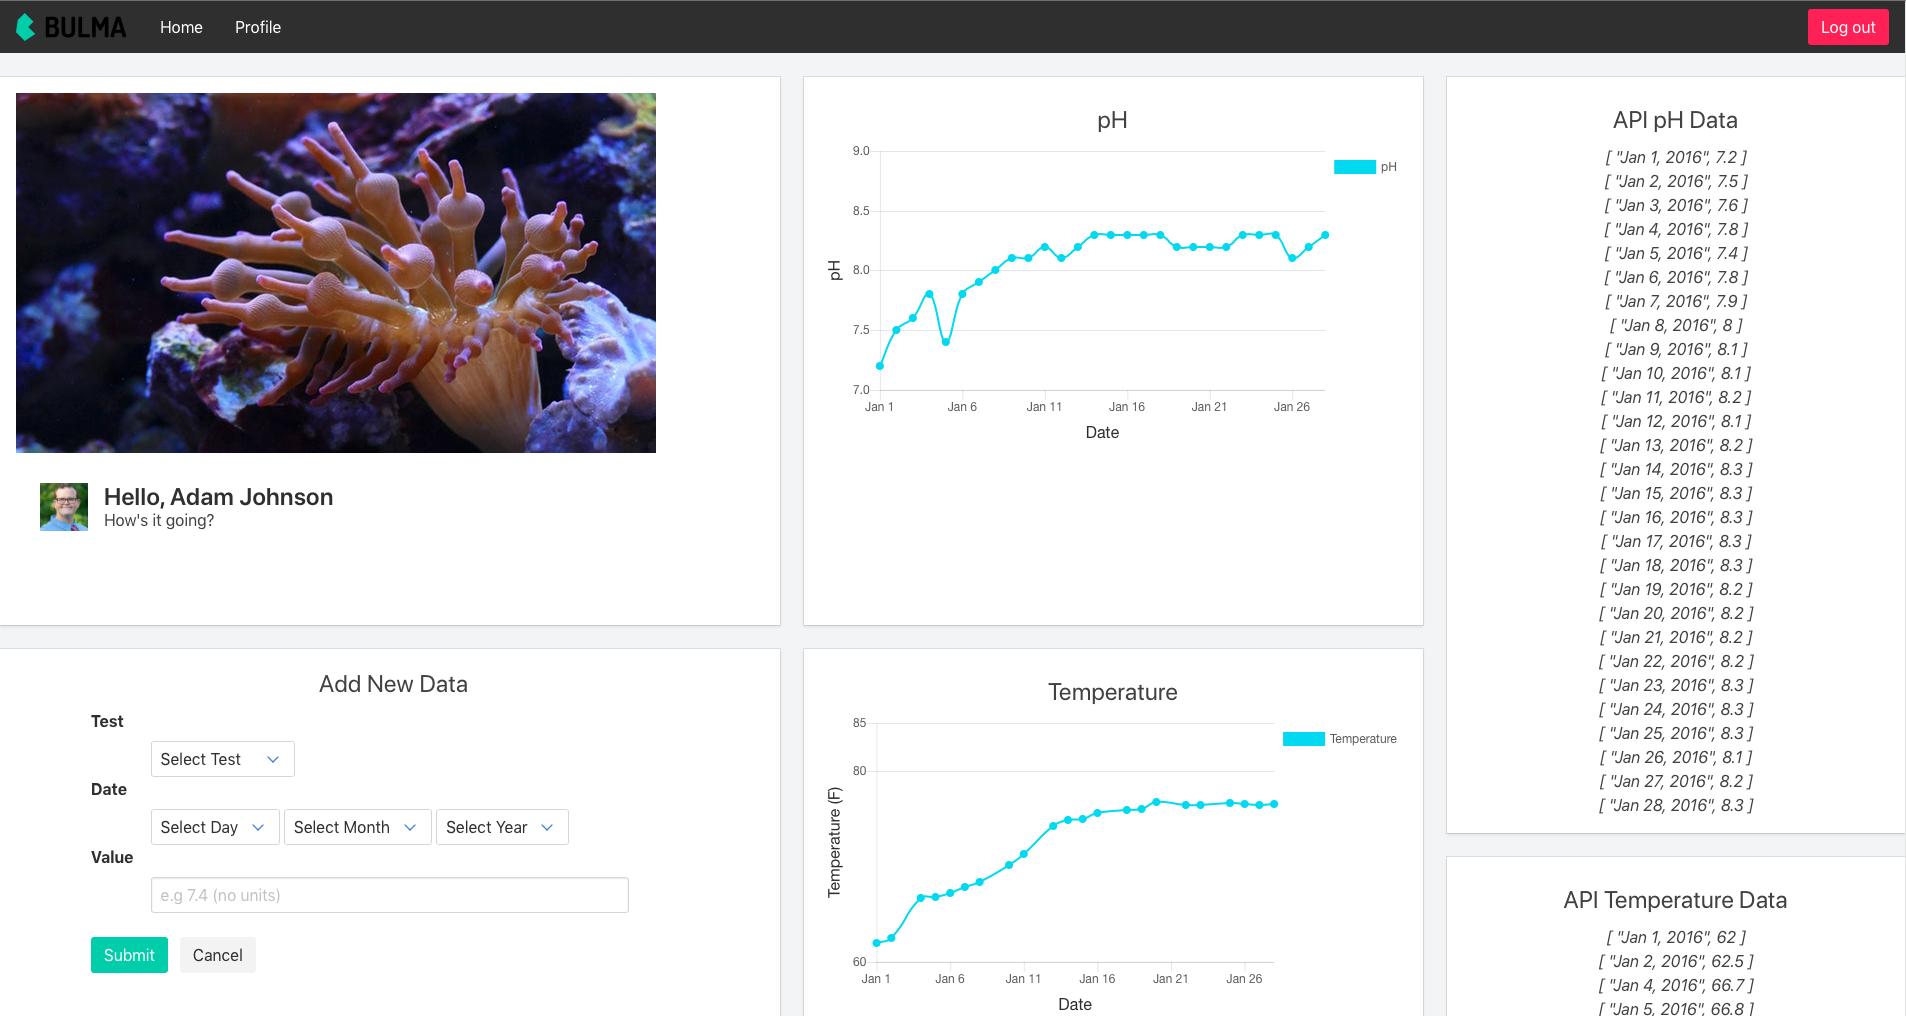 BULMA
Home
Profile
Log out
Hello, Adam Johnson
How's it going?
pH
9.0
8.5
8.0
7.5
7.0
pH
pH
Jan 1
Jan 6
Jan 11
Jan 16
Jan 21
Jan 26
Date
API pH Data
[ "Jan 1, 2016", 7.2 ]
[ "Jan 2, 2016", 7.5 ]
[ "Jan 3, 2016", 7.6 ]
[ "Jan 4, 2016", 7.8 ]
[ "Jan 5, 2016", 7.4 ]
[ "Jan 6, 2016", 7.8 ]
[ "Jan 7, 2016", 7.9 ]
[ "Jan 8, 2016", 8 ]
[ "Jan 9, 2016", 8.1 ]
[ "Jan 10, 2016", 8.1 ]
[ "Jan 11, 2016", 8.2 ]
[ "Jan 12, 2016", 8.1 ]
[ "Jan 13, 2016", 8.2 ]
[ "Jan 14, 2016", 8.3 ]
[ "Jan 15, 2016", 8.3 ]
[ "Jan 16, 2016", 8.3 ]
[ "Jan 17, 2016", 8.3 ]
[ "Jan 18, 2016", 8.3 ]
[ "Jan 19, 2016", 8.2 ]
[ "Jan 20, 2016", 8.2 ]
[ "Jan 21, 2016", 8.2 ]
[ "Jan 22, 2016", 8.2 ]
[ "Jan 23, 2016", 8.3 ]
[ "Jan 24, 2016", 8.3 ]
[ "Jan 25, 2016", 8.3 ]
[ "Jan 26, 2016", 8.1 ]
[ "Jan 27, 2016", 8.2 ]
[ "Jan 28, 2016", 8.3 ]
Add New Data
Test
Select Test
Date
Select Day
Select Month
Select Year
Value
e.g 7.4 (no units)
Submit
Cancel
Temperature
85
80
60
Temperature (F)
Temperature
Jan 1
Jan 6
Jan 11
Jan 16
Jan 21
Jan 26
Date
API Temperature Data
[ "Jan 1, 2016", 62 ]
[ "Jan 2, 2016", 62.5 ]
[ "Jan 4, 2016", 66.7 ]
[ "Jan 5, 2016", 66.8 ]